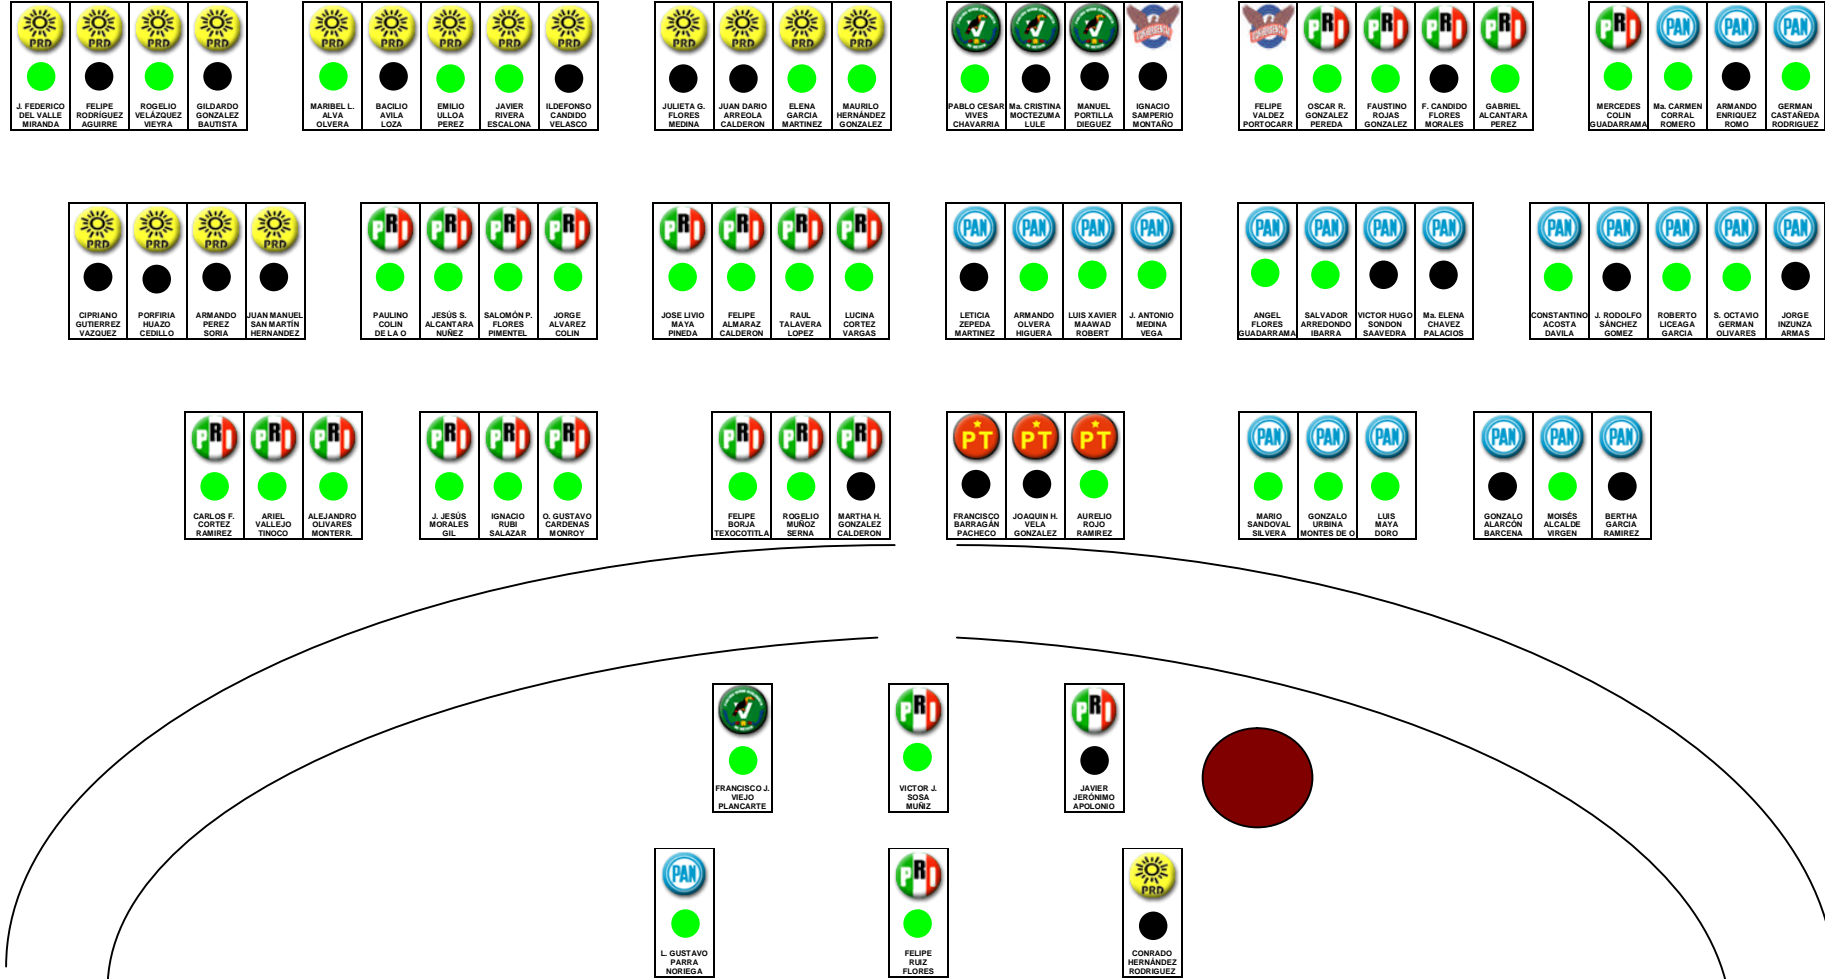 PRD PRD PRD PRD PRD PRD PRD PRD PRD PRD PRD PRD PRD CONVERGENCIA CONVERGENCIA PRI PRI PRI PRI PRI PAN PAN PAN
J. FEDERICO DEL VALLE MIRANDA
FELIPE RODRÍGUEZ AGUIRRE
ROGELIO VELÁZQUEZ VIEYRA
GILDARDO GONZALEZ BAUTISTA
MARIBEL L. ALVA OLVERA
BACILIO AVILA LOZA
EMILIO ULLOA PEREZ
JAVIER RIVERA ESCALONA
ILDEFONSO CANDIDO VELASCO
JULIETA G. FLORES MEDINA
JUAN DARIO ARREOLA CALDERON
ELENA GARCIA MARTINEZ
MAURILO HERNÁNDEZ GONZALEZ
PABLO CESAR VIVES CHAVARRIA
Ma. CRISTINA MOCTEZUMA LULE
MANUEL PORTILLA DIEGUEZ
IGNACIO SAMPERIO MONTAÑO
FELIPE VALDEZ PORTOCARR
OSCAR R. GONZALEZ PEREDA
FAUSTINO ROJAS GONZALEZ
F. CANDIDO FLORES MORALES
GABRIEL ALCANTARA PEREZ
MERCEDES COLIN GUADARRAMA
Ma. CARMEN CORRAL ROMERO
ARMANDO ENRIQUEZ ROMO
GERMAN CASTAÑEDA RODRIGUEZ
PRD PRD PRD PRD PRI PRI PRI PRI PRI PRI PRI PRI PAN PAN PAN PAN PAN PAN PAN PAN PAN PAN PAN PAN PAN
CIPRIANO GUTIERREZ VAZQUEZ
PORFIRIA HUAZO CEDILLO
ARMANDO PEREZ SORIA
JUAN MANUEL SAN MARTÍN HERNANDEZ
PAULINO COLIN DE LA O
JESÚS S. ALCANTARA NUÑEZ
SALOMÓN P. FLORES PIMENTEL
JORGE ALVAREZ COLIN
JOSE LIVIO MAYA PINEDA
FELIPE ALMARAZ CALDERON
RAUL TALAVERA LOPEZ
LUCINA CORTEZ VARGAS
LETICIA ZEPEDA MARTINEZ
ARMANDO OLVERA HIGUERA
LUIS XAVIER MAAWAD ROBERT
J. ANTONIO MEDINA VEGA
ANGEL FLORES GUADARRAMA
SALVADOR ARREDONDO IBARRA
VICTOR HUGO SONDON SAAVEDRA
Ma. ELENA CHAVEZ PALACIOS
CONSTANTINO ACOSTA DAVILA
J. RODOLFO SÁNCHEZ GOMEZ
ROBERTO LICEAGA GARCIA
S. OCTAVIO GERMAN OLIVARES
JORGE INZUNZA ARMAS
PRI PRI PRI PRI PRI PRI PRI PRI PRI PT PT PT PAN PAN PAN PAN PAN PAN
CARLOS F. CORTEZ RAMIREZ
ARIEL VALLEJO TINOCO
ALEJANDRO OLIVARES MONTERR.
J. JESÚS MORALES GIL
IGNACIO RUBI SALAZAR
O. GUSTAVO CARDENAS MONROY
FELIPE BORJA TEXOCOTITLA
ROGELIO MUÑOZ SERNA
MARTHA H. GONZALEZ CALDERON
FRANCISCO BARRAGÁN PACHECO
JOAQUIN H. VELA GONZALEZ
AURELIO ROJO RAMIREZ
MARIO SANDOVAL SILVERA
GONZALO URBINA MONTES DE O
LUIS MAYA DORO
GONZALO ALARCÓN BARCENA
MOISÉS ALCALDE VIRGEN
BERTHA GARCIA RAMIREZ
PRI PRI
FRANCISCO J. VIEJO PLANCARTE
VICTOR J. SOSA MUÑIZ
JAVIER JERÓNIMO APOLONIO
PAN PRI PRD
L. GUSTAVO PARRA NORIEGA
FELIPE RUIZ FLORES
CONRADO HERNÁNDEZ RODRIGUEZ